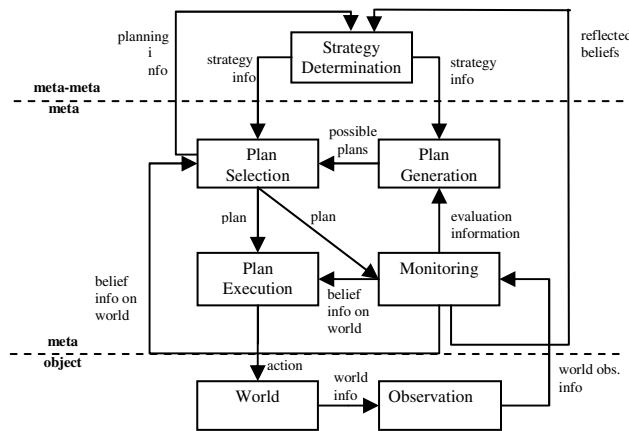 planning
i
nfo
Strategy
Determination
reflected
beliefs
strategy
info
strategy
info
meta-meta
meta
possible
plans
Plan
Selection
Plan
Generation
plan
plan
evaluation
information
Plan
Execution
Monitoring
belief
info on
world
belief
info on
world
meta
object
action
world
info
world obs.
info
World
Observation